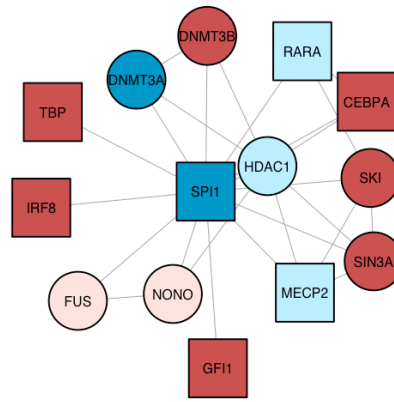 DNMT3B
RARA
DNMT3A
CEBPA
TBP
HDAC1
SKI
SPI1
IRF8
SIN3A
MECP2
FUS
NONO
GFI1